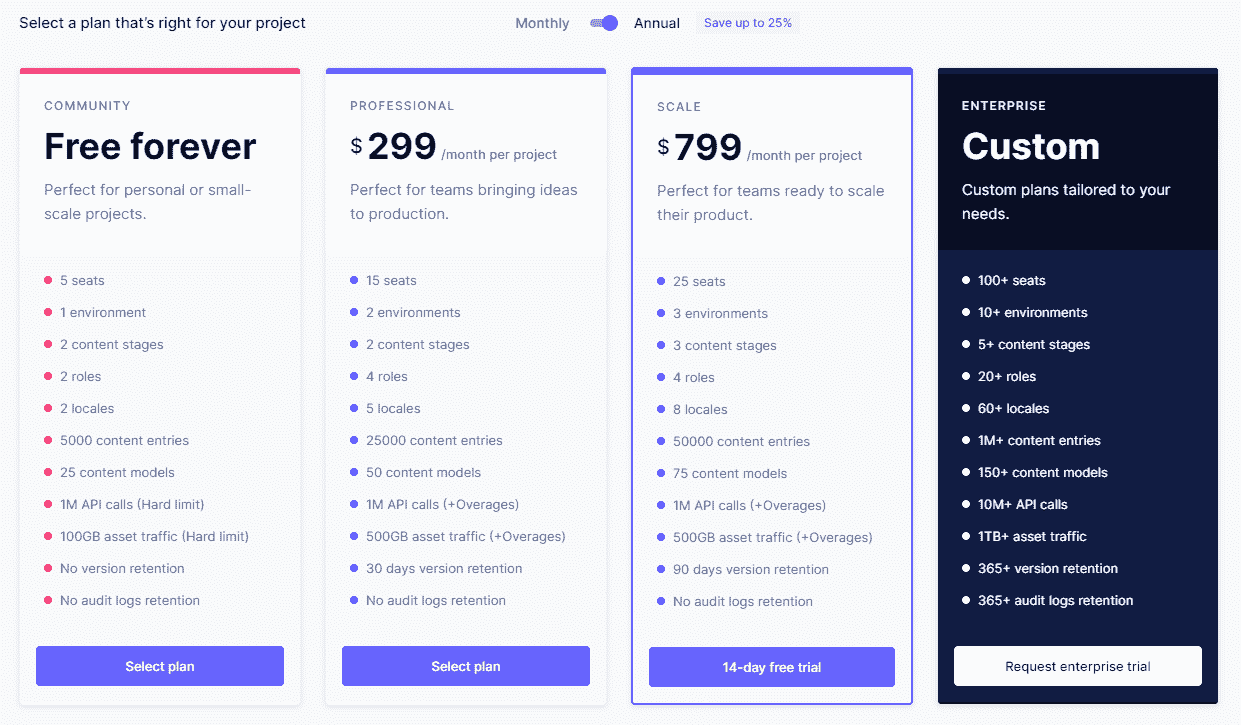 Select a plan that's right for your project
Monthly
Annual
Save up to 25%
COMMUNITY
Free forever
Perfect for personal or small-
scale projects.
5 seats
1 environment
2 content stages
2 roles
2 locales
5000 content entries
25 content models
1M API calls (Hard limit)
100GB asset traffic (Hard limit)
No version retention
No audit logs retention
Select plan
PROFESSIONAL
$ 299 /month per project
Perfect for teams bringing ideas
to production.
15 seats
2 environments
2 content stages
4 roles
5 locales
25000 content entries
50 content models
1M API calls (+Overages)
500GB asset traffic (+Overages)
30 days version retention
No audit logs retention
Select plan
SCALE
$ 799 /month per project
Perfect for teams ready to scale
their product.
25 seats
3 environments
3 content stages
4 roles
8 locales
50000 content entries
75 content models
1M API calls (+Overages)
500GB asset traffic (+Overages)
90 days version retention
No audit logs retention
14-day free trial
ENTERPRISE
Custom
Custom plans tailored to your
needs.
100+ seats
10+ environments
5+ content stages
20+ roles
60+ locales
1M+ content entries
150+ content models
10M+ API calls
1TB+ asset traffic
365+ version retention
365+ audit logs retention
Request enterprise trial